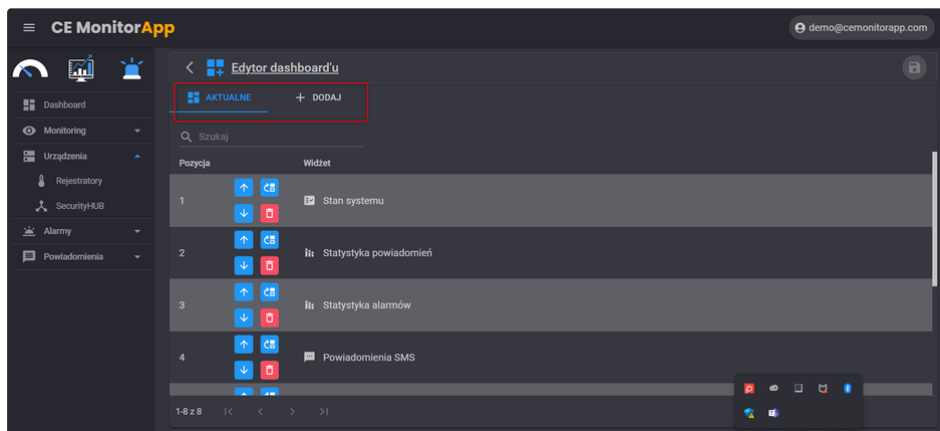 CE MonitorApp
demo@cemonitorapp.com
Edytor dashboard'u
AKTUALNE
+ DODAJ
Dashboard
Monitoring
Urządzenia
Rejestratory
SecurityHUB
Alarmy
Powiadomienia
Szukaj
Pozycja Widżet
1 Stan systemu
2 Statystyka powiadomień
3 Statystyka alarmów
4 Powiadomienia SMS
1-8 z 8